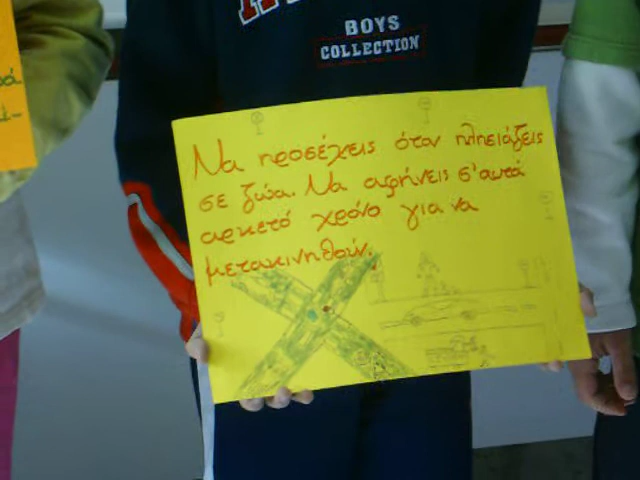 BOYS
COLLECTION
Να προσέχεις όταν πλησιάζεις
σε ζώα. Να αφήνεις σ'αυτά
αρκετό χρόνο για να
μετακινηθούν.